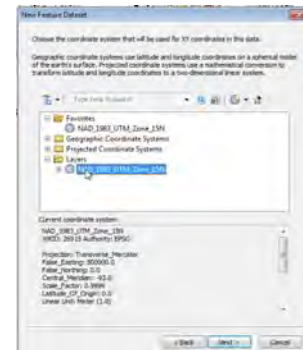 New Feature Dataset
Choose the coordinate system that will be used for XY coordinates in this data.
Geographic coordinate systems use latitude and longitude coordinates on a spherical model
of the earth's surface. Projected coordinate systems use a mathematical conversion to
transform latitude and longitude coordinates to a two-dimensional linear system.
Favorites
NAD_1983_UTM_Zone_15N
Geographic Coordinate Systems
Projected Coordinate Systems
Layers
NAD_1983_UTM_Zone_15N
Current coordinate system:
NAD_1983_UTM_Zone_15N
WKID: 26915 Authority: EPSG
Projection: Transverse_Mercator
False_Easting: 500000.0
False_Northing: 0.0
Central_Meridian: -93.0
Scale_Factor: 0.9996
Latitude_Of_Origin: 0.0
Linear Unit: Meter (1.0)
< Back
Next >
Cancel